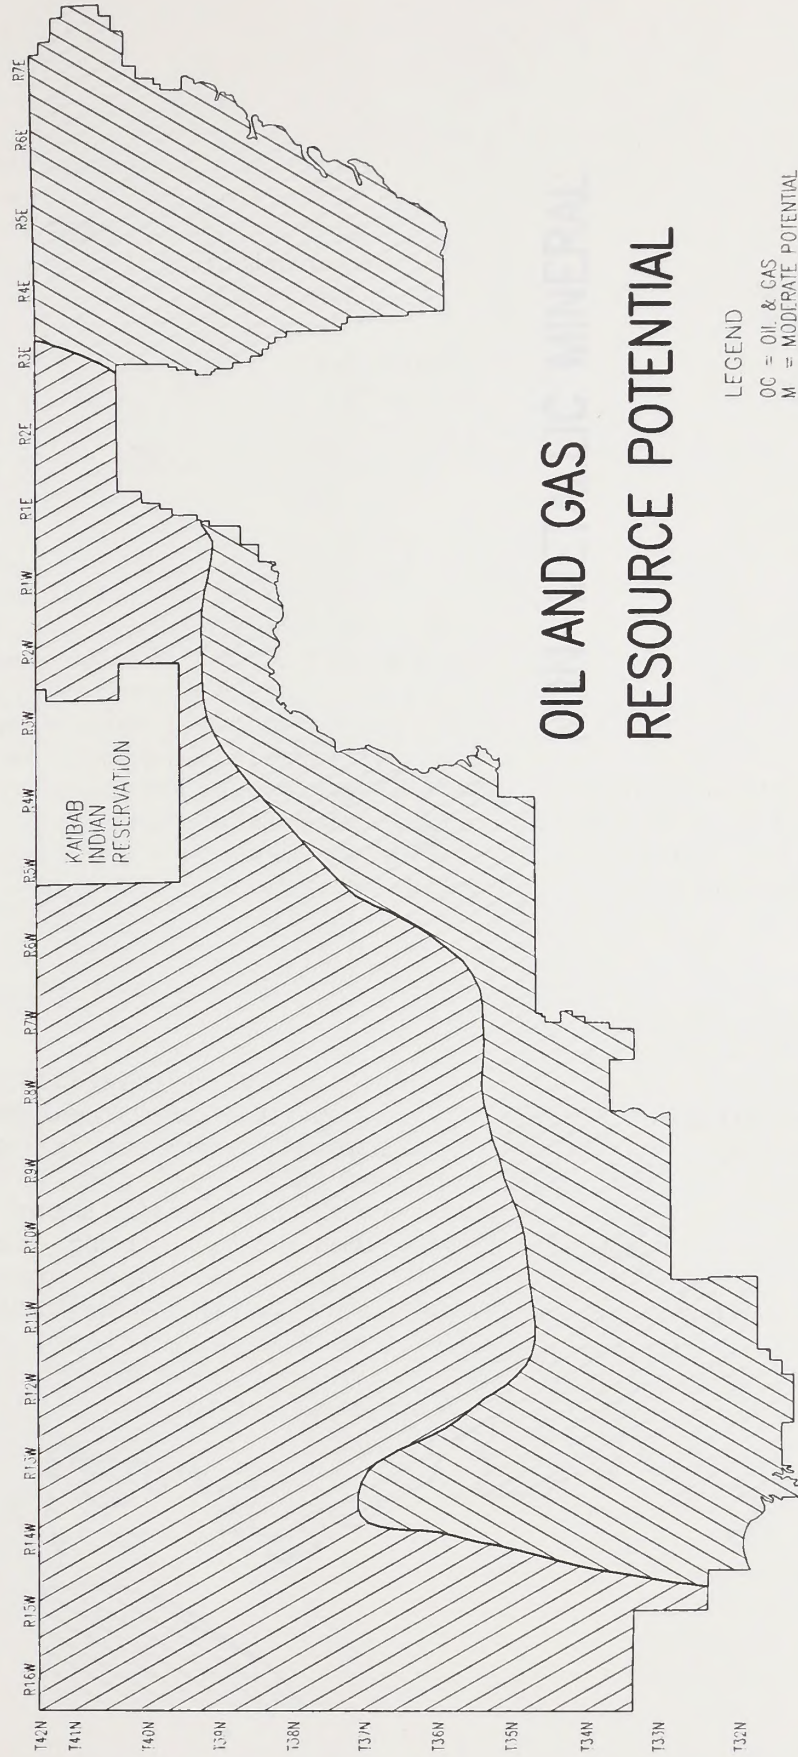 R16W R15W R14W R13W R12W R11W R10W R9W R8W R7W R6W R5W R4W R3W R2W R1W R1E R2E R3E R4E R5E R6E R7E
T42N
T41N
T40N
T39N
T38N
T37N
T36N
T35N
T34N
T33N
T32N
KAIBAB
INDIAN
RESERVATION
OIL AND GAS
RESOURCE POTENTIAL
LEGEND
OG = OIL & GAS
M = MODERATE POTENTIAL